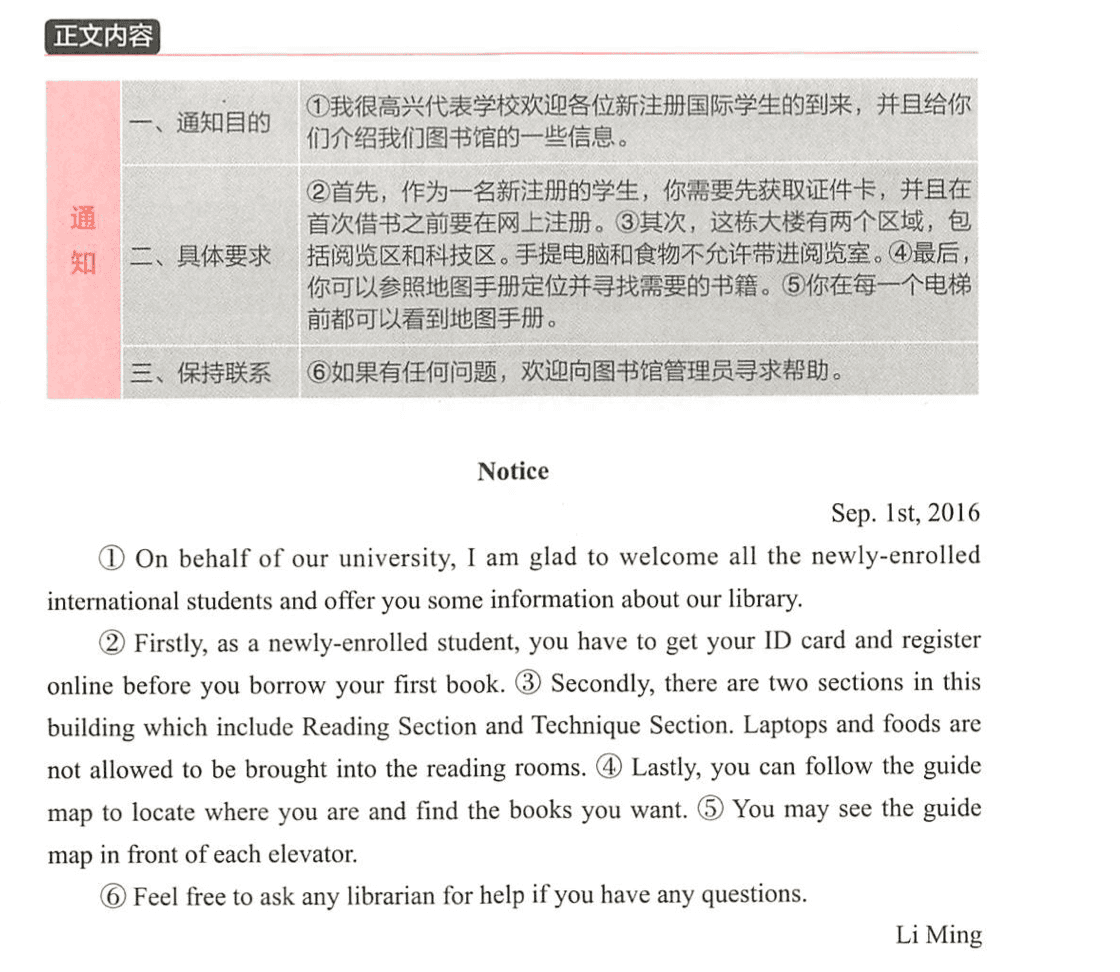 正文内容
通
知
一、通知目的
①我很高兴代表学校欢迎各位新注册国际学生的到来，并且给你
们介绍我们图书馆的一些信息。
二、具体要求
②首先，作为一名新注册的学生，你需要先获取证件卡，并且在
首次借书之前要在网上注册。③其次，这栋大楼有两个区域，包
括阅览区和科技区。手提电脑和食物不允许带进阅览室。④最后，
你可以参照地图手册定位并寻找需要的书籍。⑤你在每一个电梯
前都可以看到地图手册。
三、保持联系
⑥如果有任何问题，欢迎向图书馆管理员寻求帮助。
Notice
Sep. 1st, 2016
① On behalf of our university, I am glad to welcome all the newly-enrolled
international students and offer you some information about our library.
② Firstly, as a newly-enrolled student, you have to get your ID card and register
online before you borrow your first book. ③ Secondly, there are two sections in this
building which include Reading Section and Technique Section. Laptops and foods are
not allowed to be brought into the reading rooms. ④ Lastly, you can follow the guide
map to locate where you are and find the books you want. ⑤ You may see the guide
map in front of each elevator.
⑥ Feel free to ask any librarian for help if you have any questions.
Li Ming